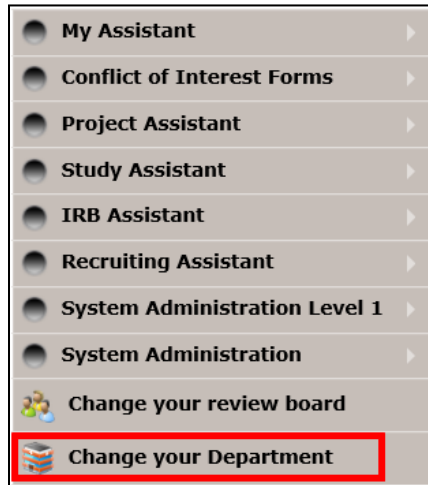 My Assistant
Conflict of Interest Forms
Project Assistant
Study Assistant
IRB Assistant
Recruiting Assistant
System Administration Level 1
System Administration
Change your review board
Change your Department